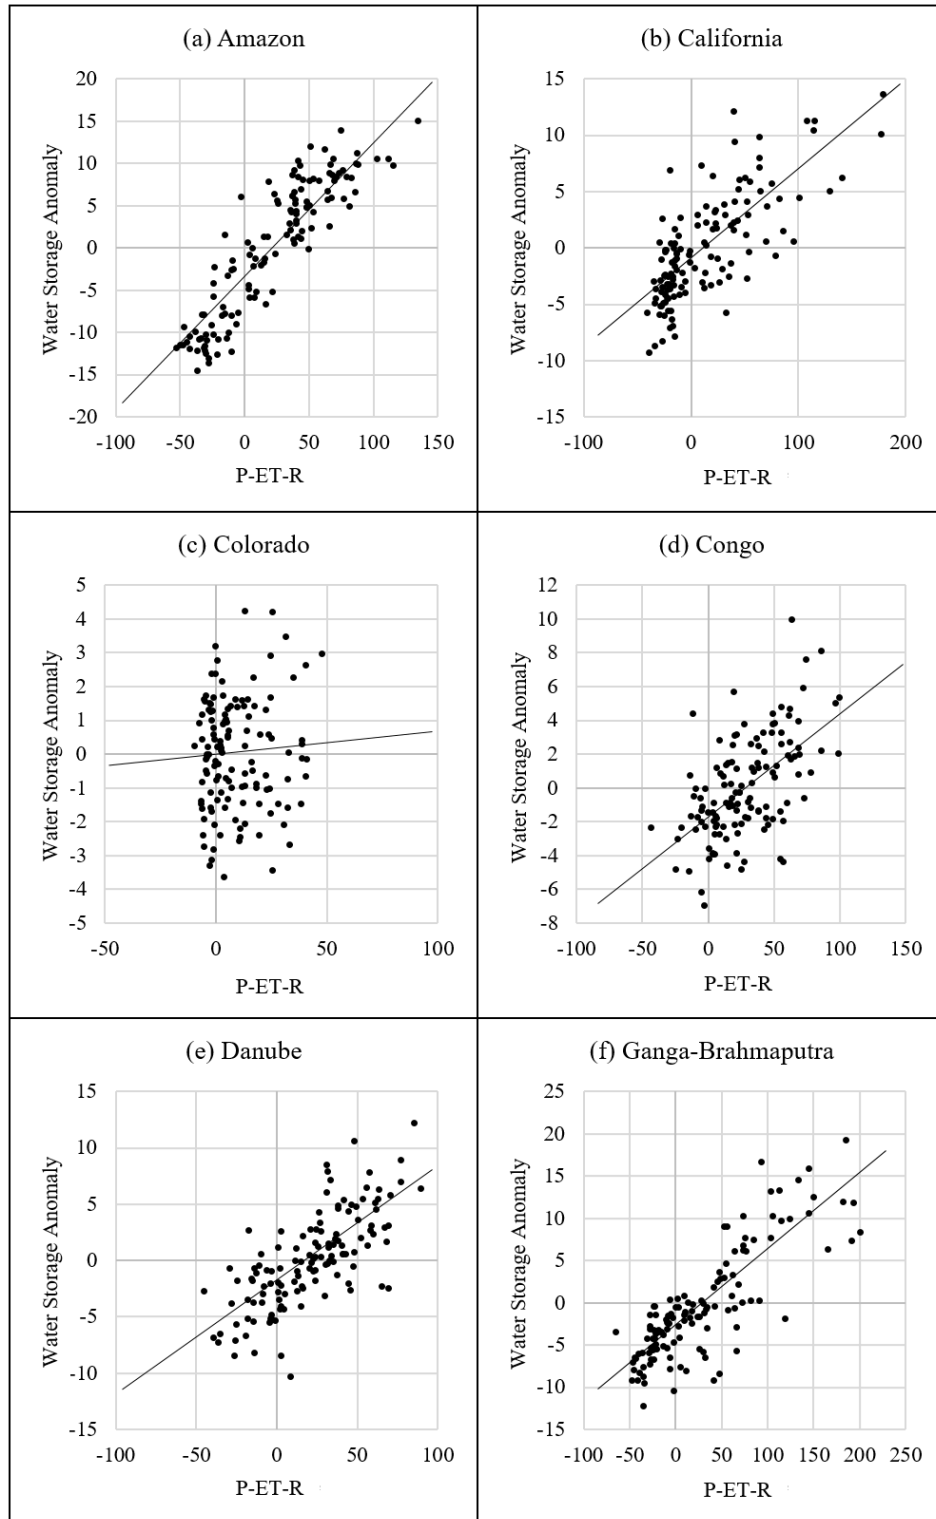 (a) Amazon
20
15
10
5
0
-5
-10
-15
-20
-100 -50 0 50 100 150
Water Storage Anomaly
P-ET-R
(b) California
15
10
5
0
-5
-10
-15
-100 0 100 200
Water Storage Anomaly
P-ET-R
(c) Colorado
5
4
3
2
1
0
-1
-2
-3
-4
-5
-50 0 50 100
Water Storage Anomaly
P-ET-R
(d) Congo
12
10
8
6
4
2
0
-2
-4
-6
-8
-100 -50 0 50 100 150
Water Storage Anomaly
P-ET-R
(e) Danube
15
10
5
0
-5
-10
-15
-100 -50 0 50 100
Water Storage Anomaly
P-ET-R
(f) Ganga-Brahmaputra
25
20
15
10
5
0
-5
-10
-15
-100 -50 0 50 100 150 200 250
Water Storage Anomaly
P-ET-R